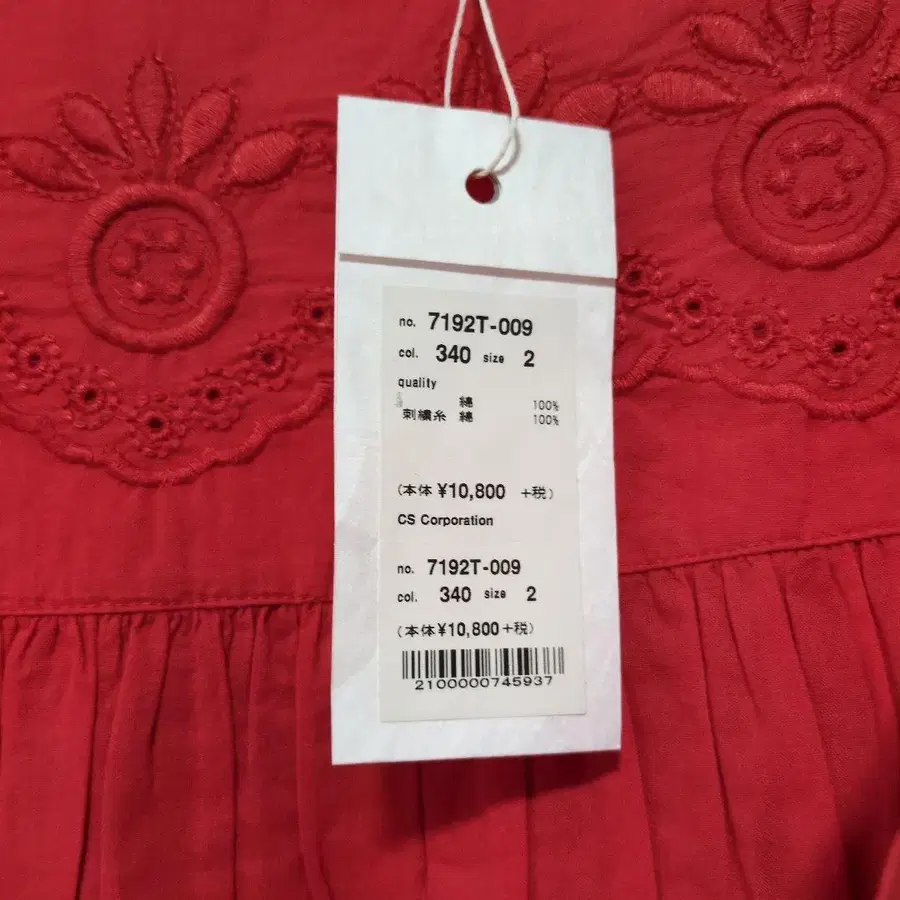 no. 7192T-009
col. 340 size 2
quality
綿 100%
刺繍糸 綿 100%
(本体 ¥10,800 +税)
CS Corporation
no. 7192T-009
col. 340 size 2
(本体¥10,800+税)
2100000745937